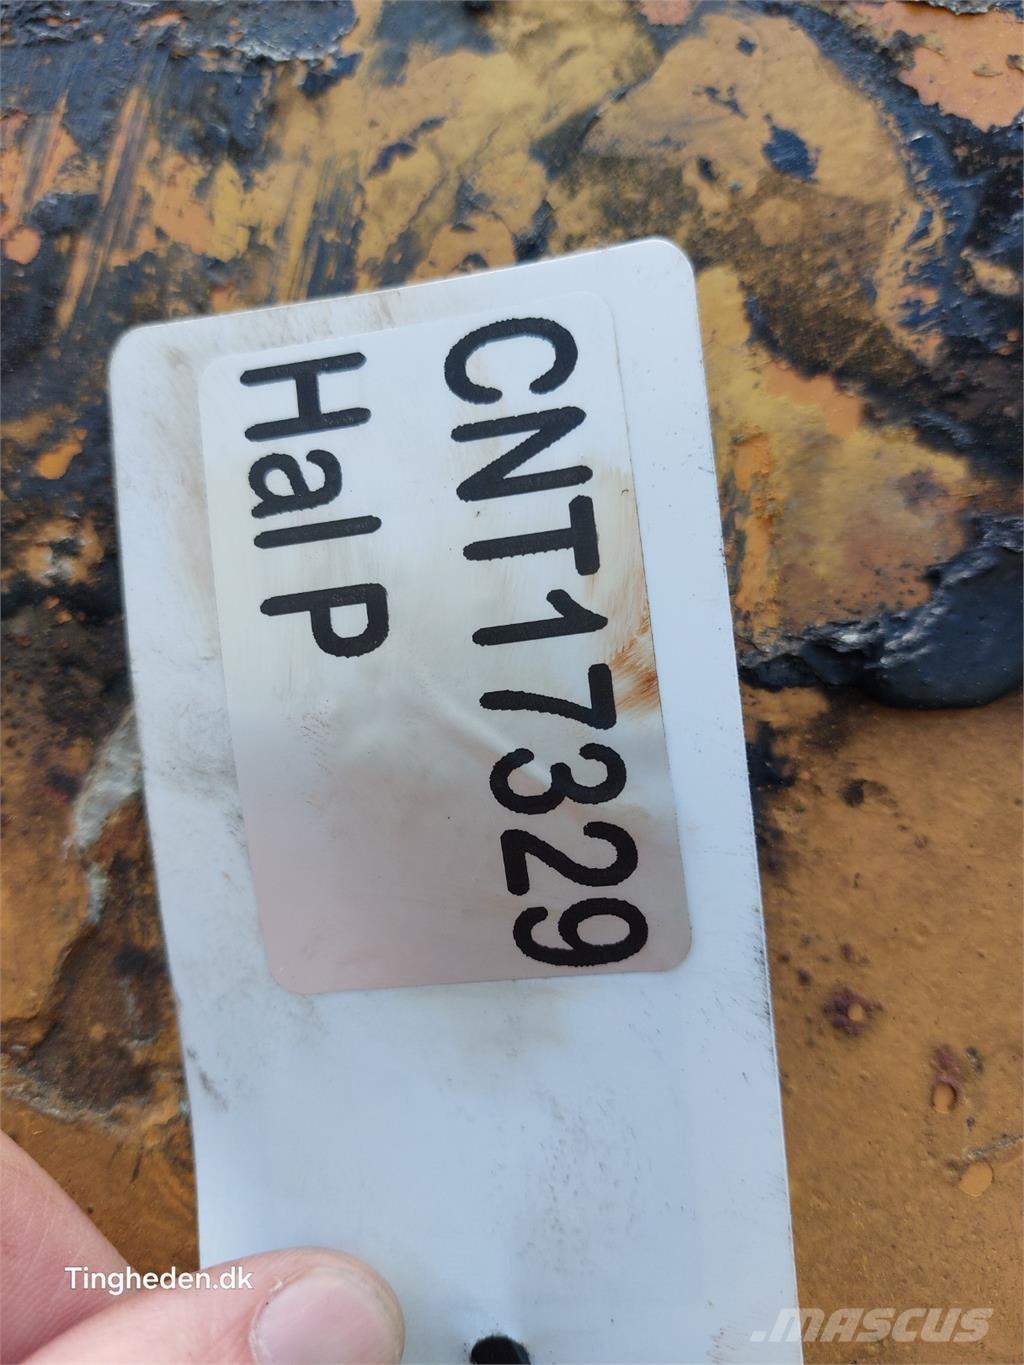 CNT17329
Hal P
Tingheden.dk
.MASCUS